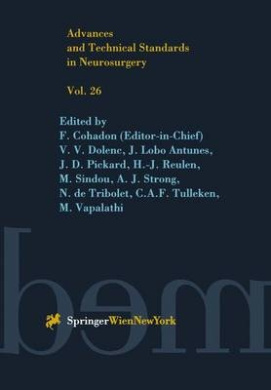 Advances
and Technical Standards
in Neurosurgery
Vol. 26
Edited by
F. Cohadon (Editor-in-Chief)
V. V. Dolenc, J. Lobo Antunes,
J. D. Pickard, H.-J. Reulen,
M. Sindou, A. J. Strong,
N. de Tribolet, C.A.F. Tulleken,
M. Vapalathi
SpringerWienNewYork